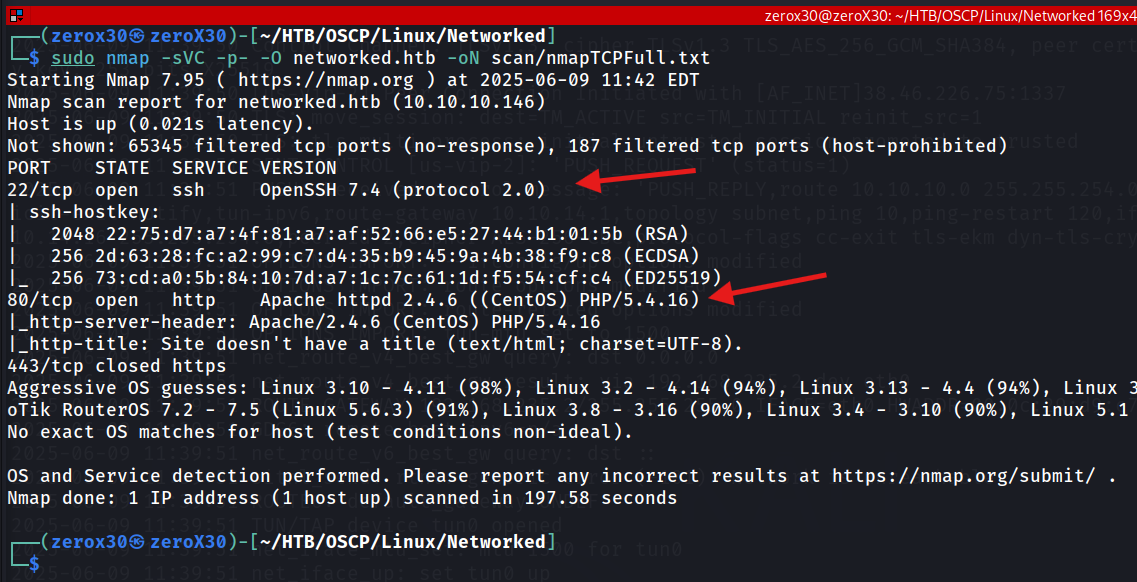 zerox30@zeroX30: ~/HTB/OSCP/Linux/Networked 169x4
┌──(zerox30㉿ zeroX30)-[~/HTB/OSCP/Linux/Networked]
└─$ sudo nmap -sVC -p- -O networked.htb -oN scan/nmapTCPFull.txt
Starting Nmap 7.95 ( https://nmap.org ) at 2025-06-09 11:42 EDT
Nmap scan report for networked.htb (10.10.10.146)
Host is up (0.021s latency).
Not shown: 65345 filtered tcp ports (no-response), 187 filtered tcp ports (host-prohibited)
PORT    STATE  SERVICE VERSION
22/tcp  open   ssh     OpenSSH 7.4 (protocol 2.0)
| ssh-hostkey:
|   2048 22:75:d7:a7:4f:81:a7:af:52:66:e5:27:44:b1:01:5b (RSA)
|   256 2d:63:28:fc:a2:99:c7:d4:35:b9:45:9a:4b:38:f9:c8 (ECDSA)
|_  256 73:cd:a0:5b:84:10:7d:a7:1c:7c:61:1d:f5:54:cf:c4 (ED25519)
80/tcp  open   http    Apache httpd 2.4.6 ((CentOS) PHP/5.4.16)
|_http-server-header: Apache/2.4.6 (CentOS) PHP/5.4.16
|_http-title: Site doesn't have a title (text/html; charset=UTF-8).
443/tcp closed https
Aggressive OS guesses: Linux 3.10 - 4.11 (98%), Linux 3.2 - 4.14 (94%), Linux 3.13 - 4.4 (94%), Linux 3
oTik RouterOS 7.2 - 7.5 (Linux 5.6.3) (91%), Linux 3.8 - 3.16 (90%), Linux 3.4 - 3.10 (90%), Linux 5.1
No exact OS matches for host (test conditions non-ideal).
OS and Service detection performed. Please report any incorrect results at https://nmap.org/submit/ .
Nmap done: 1 IP address (1 host up) scanned in 197.58 seconds
┌──(zerox30㉿ zeroX30)-[~/HTB/OSCP/Linux/Networked]
└─$